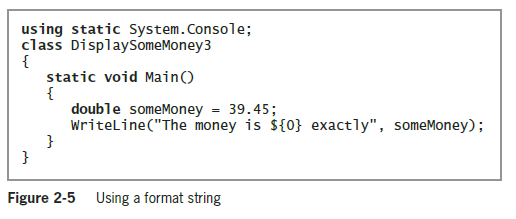 using static System.Console;
class DisplaySomeMoney3
{
   static void Main()
   {
      double someMoney = 39.45;
      WriteLine("The money is ${0} exactly", someMoney);
   }
}
Figure 2-5 Using a format string